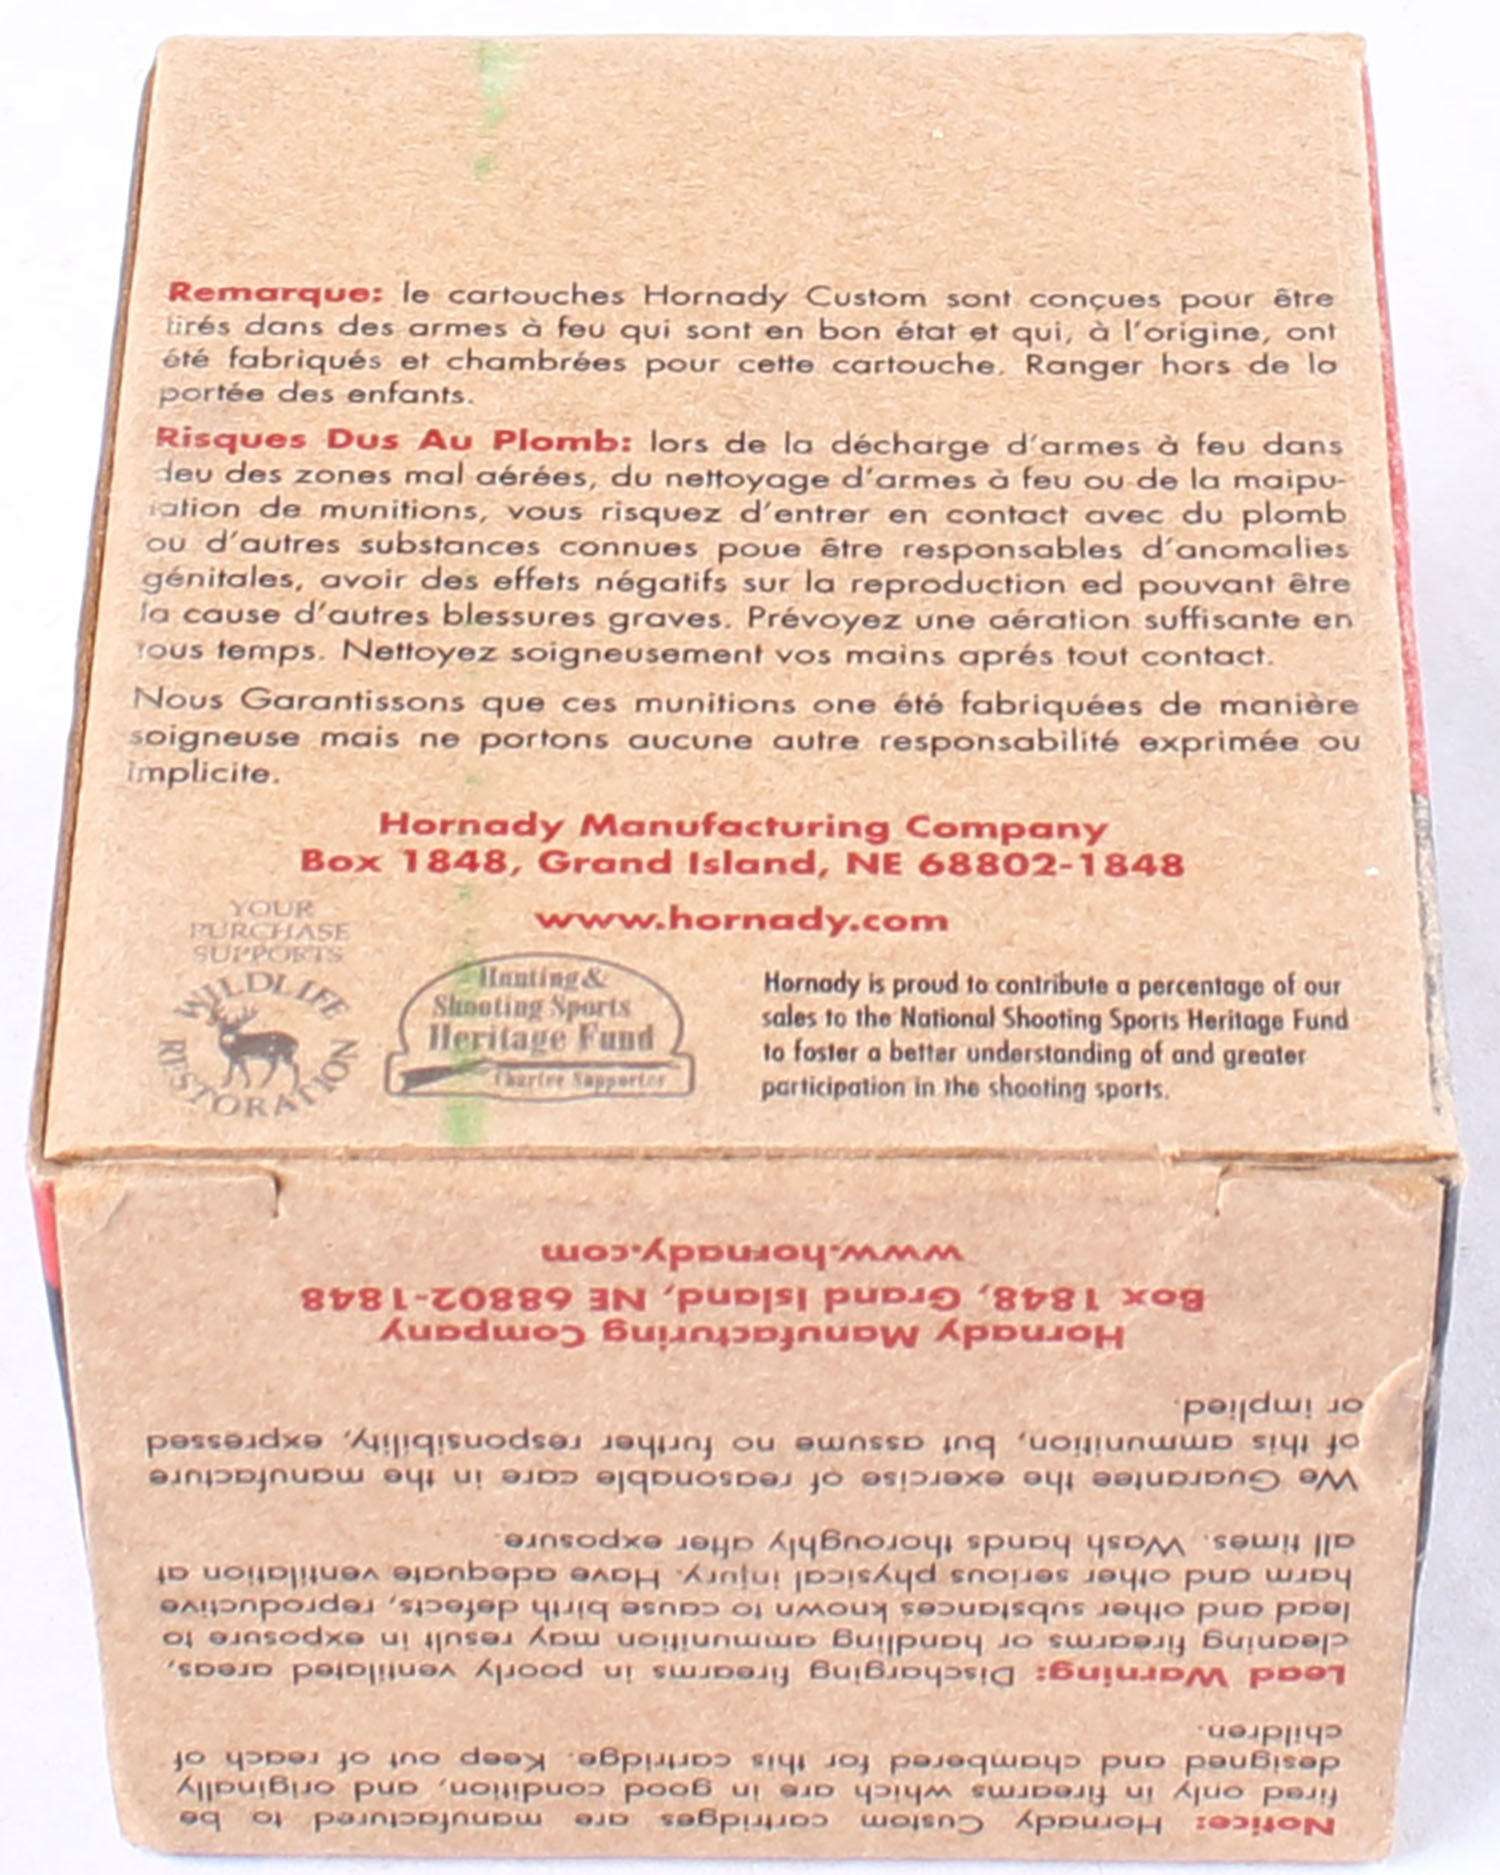 Remarque: le cartouches Hornady Custom sont conçues pour être
tirés dans des armes à feu qui sont en bon état et qui, à l'origine, ont
été fabriqués et chambrées pour cette cartouche. Ranger hors de la
portée des enfants.
Risques Dus Au Plomb: lors de la décharge d'armes à feu dans
deu des zones mal aérées, du nettoyage d'armes à feu ou de la maipu-
lation de munitions, vous risquez d'entrer en contact avec du plomb
ou d'autres substances connues poue être responsables d'anomalies
génitales, avoir des effets négatifs sur la reproduction ed pouvant être
la cause d'autres blessures graves. Prévoyez une aération suffisante en
tous temps. Nettoyez soigneusement vos mains aprés tout contact.
Nous Garantissons que ces munitions one été fabriquées de manière
soigneuse mais ne portons aucune autre responsabilité exprimée ou
implicite.
Hornady Manufacturing Company
Box 1848, Grand Island, NE 68802-1848
www.hornady.com
YOUR
PURCHASE
SUPPORTS
WILDLIFE
RESTORATION
Hunting &
Shooting Sports
Heritage Fund
Charter Supporter
Hornady is proud to contribute a percentage of our
sales to the National Shooting Sports Heritage Fund
to foster a better understanding of and greater
participation in the shooting sports.
Notice: Hornady Custom cartridges are manufactured to be
fired only in firearms which are in good condition, and originally
designed and chambered for this cartridge. Keep out of reach of
children.
Lead Warning: Discharging firearms in poorly ventilated areas,
cleaning firearms or handling ammunition may result in exposure to
lead and other substances known to cause birth defects, reproductive
harm and other serious physical injury. Have adequate ventilation at
all times. Wash hands thoroughly after exposure.
We Guarantee the exercise of reasonable care in the manufacture
of this ammunition, but assume no further responsibility, expressed
or implied.
Hornady Manufacturing Company
Box 1848, Grand Island, NE 68802-1848
www.hornady.com